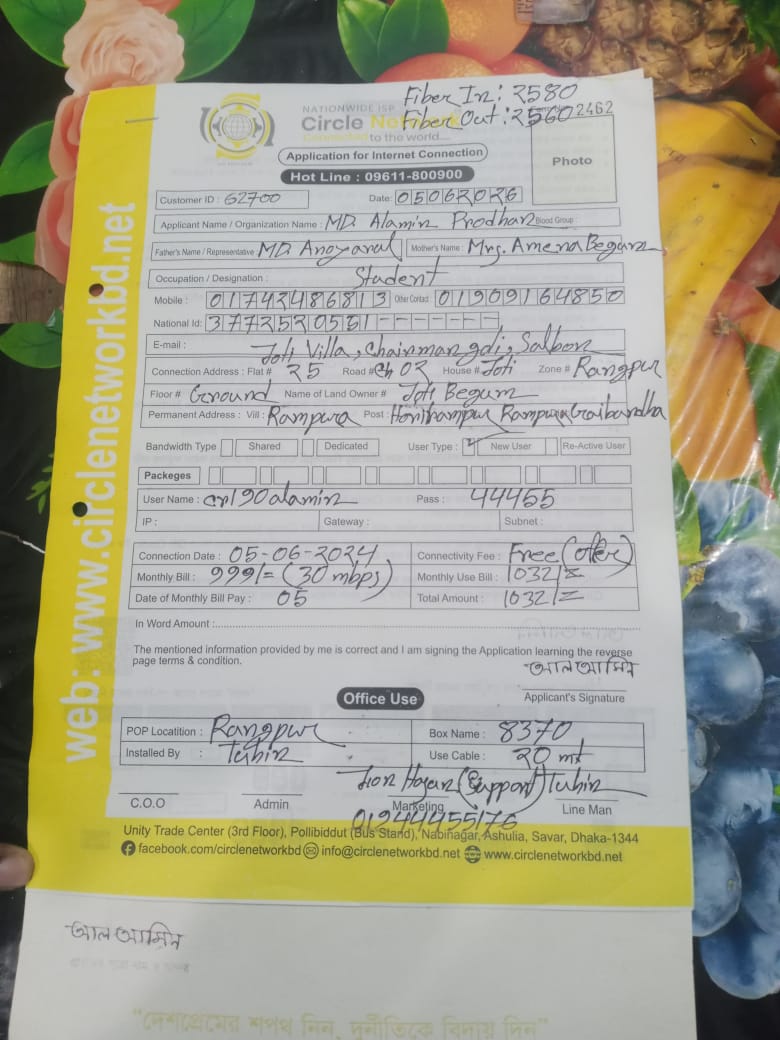 Fiber In: 2580
NATIONWIDE ISP
Circle Network
Fiber Out: 2560
2462
Connected to the world....
Application for Internet Connection
Hot Line : 09611-800900
Photo
Customer ID : 62700
Date: 05062026
Applicant Name / Organization Name : MD. Alamin Prodhan Blood Group :
Father's Name / Representative MD. Anoyarul Mother's Name : Mrs. Amena Begum
Occupation / Designation : Student
Mobile : 01742486813 Other Contact 01909164850
National Id: 3772520551-------
E-mail :
Joti Villa, Chairman gdi, Salbon
Connection Address : Flat # 25 Road # Ch 02 House # Joti Zone # Rangpur
Floor # Ground Name of Land Owner # Joti Begum
Permanent Address : Vill : Rampura Post : Rampura Gaibandha
Bandwidth Type Shared Dedicated User Type : ✓ New User Re-Active User
Packeges
User Name : cnl90alamin Pass : 44455
IP : Gateway : Subnet :
Connection Date : 05-06-2024 Connectivity Fee : Free (offer)
Monthly Bill : 999/= (30 mbps) Monthly Use Bill : 1032/=
Date of Monthly Bill Pay : 05 Total Amount : 1032/=
In Word Amount :
The mentioned information provided by me is correct and I am signing the Application learning the reverse
page terms & condition.
আলআমিন
Applicant's Signature
Office Use
POP Locatition : Rangpur Box Name : 8370
Installed By : Tuhin Use Cable : 20 mt
(Support) Tuhin
C.O.O Admin Marketing Line Man
01944455176
Unity Trade Center (3rd Floor), Pollibiddut (Bus Stand), Nabinagar, Ashulia, Savar, Dhaka-1344
facebook.com/circlenetworkbd info@circlenetworkbd.net www.circlenetworkbd.net
web: www.circlenetworkbd.net
আলআমিন
"দেশপ্রেমের শপথ নিন, দুর্নীতিকে বিদায় দিন"